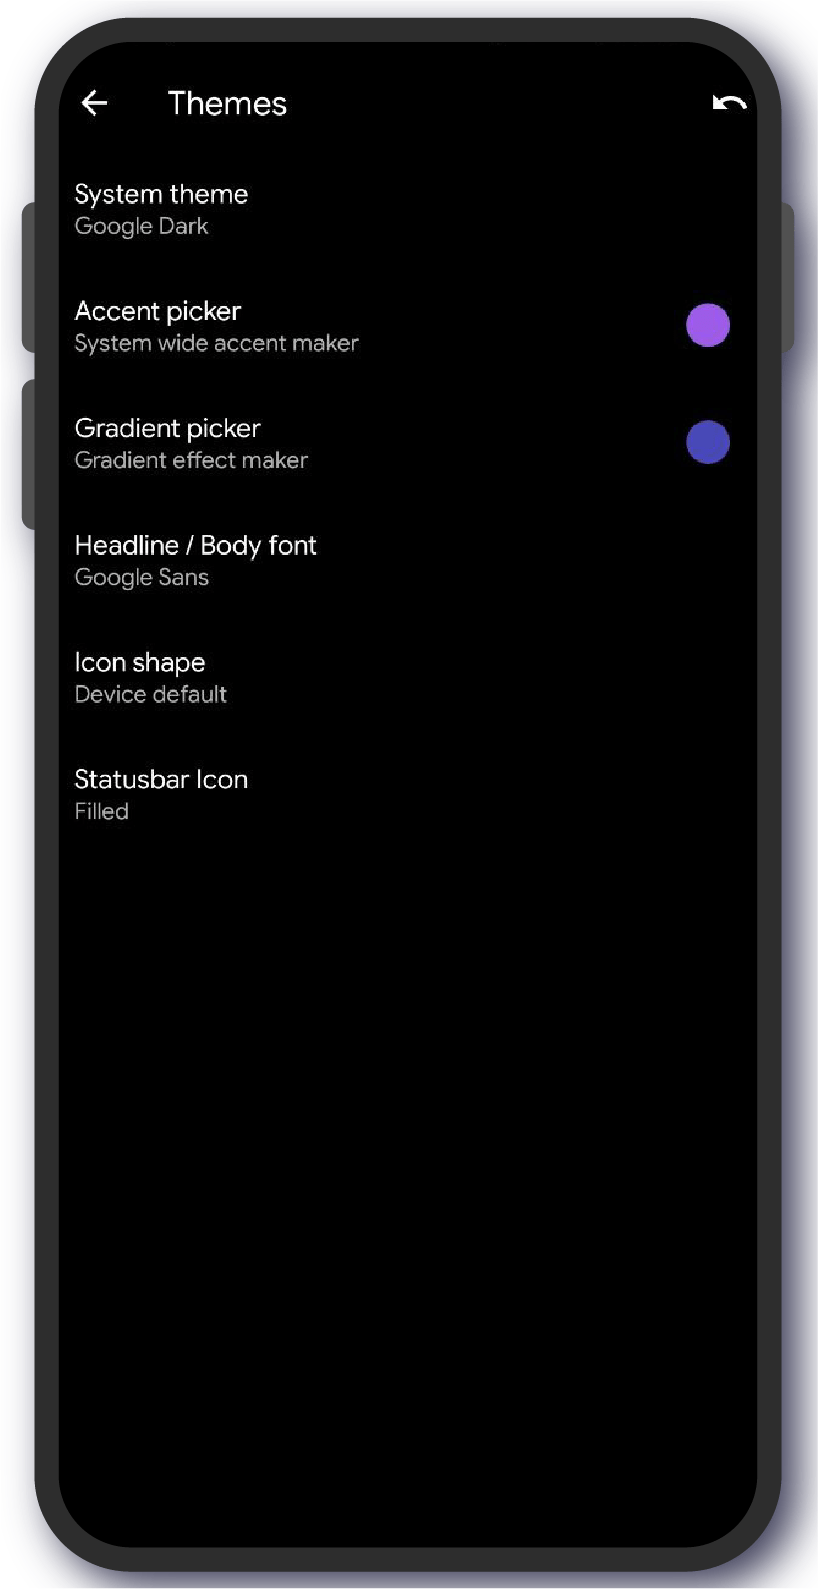 Themes
System theme
Google Dark
Accent picker
System wide accent maker
Gradient picker
Gradient effect maker
Headline / Body font
Google Sans
Icon shape
Device default
Statusbar Icon
Filled